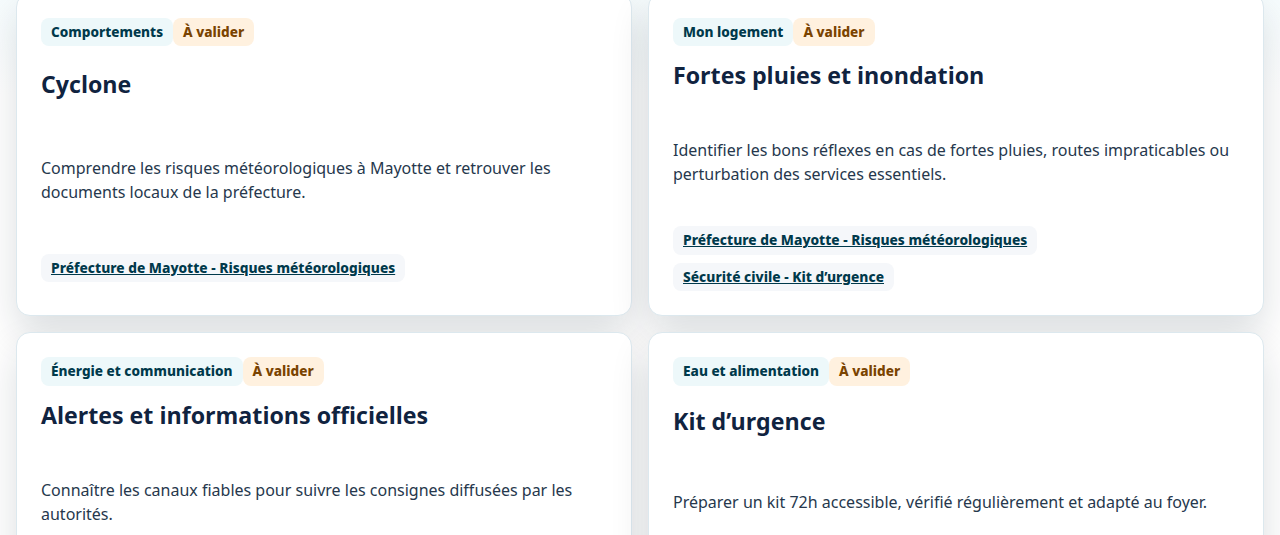 Comportements À valider
Cyclone
Comprendre les risques météorologiques à Mayotte et retrouver les
documents locaux de la préfecture.
Préfecture de Mayotte - Risques météorologiques
Mon logement À valider
Fortes pluies et inondation
Identifier les bons réflexes en cas de fortes pluies, routes impraticables ou
perturbation des services essentiels.
Préfecture de Mayotte - Risques météorologiques
Sécurité civile - Kit d’urgence
Énergie et communication À valider
Alertes et informations officielles
Connaître les canaux fiables pour suivre les consignes diffusées par les
autorités.
Eau et alimentation À valider
Kit d’urgence
Préparer un kit 72h accessible, vérifié régulièrement et adapté au foyer.